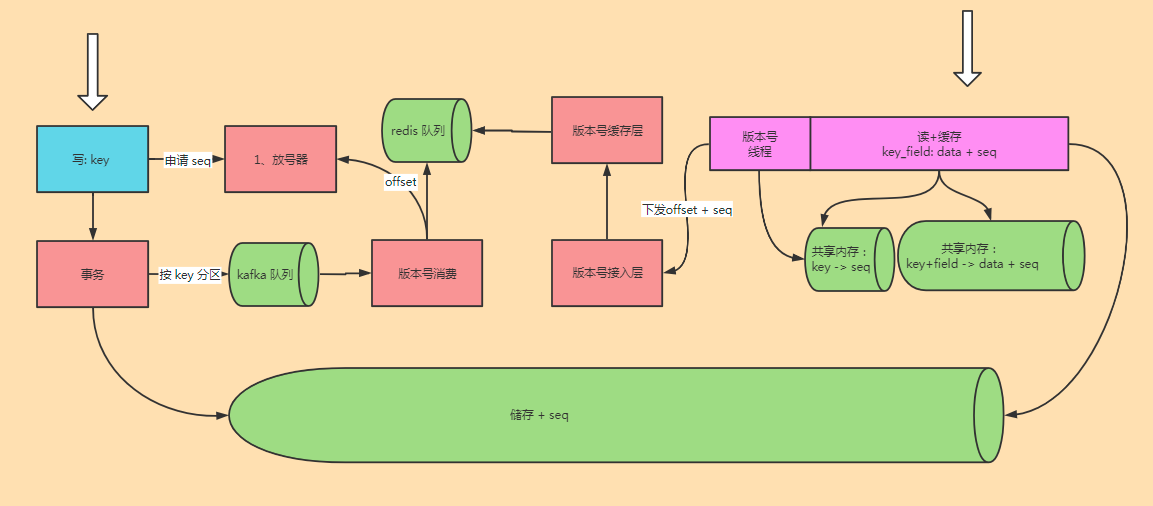 写: key
申请 seq
1、放号器
redis 队列
版本号缓存层
版本号
线程
读+缓存
key_field: data + seq
offset
下发offset + seq
事务
按 key 分区
kafka 队列
版本号消费
版本号接入层
共享内存：
key -> seq
共享内存：
key+field -> data + seq
储存 + seq